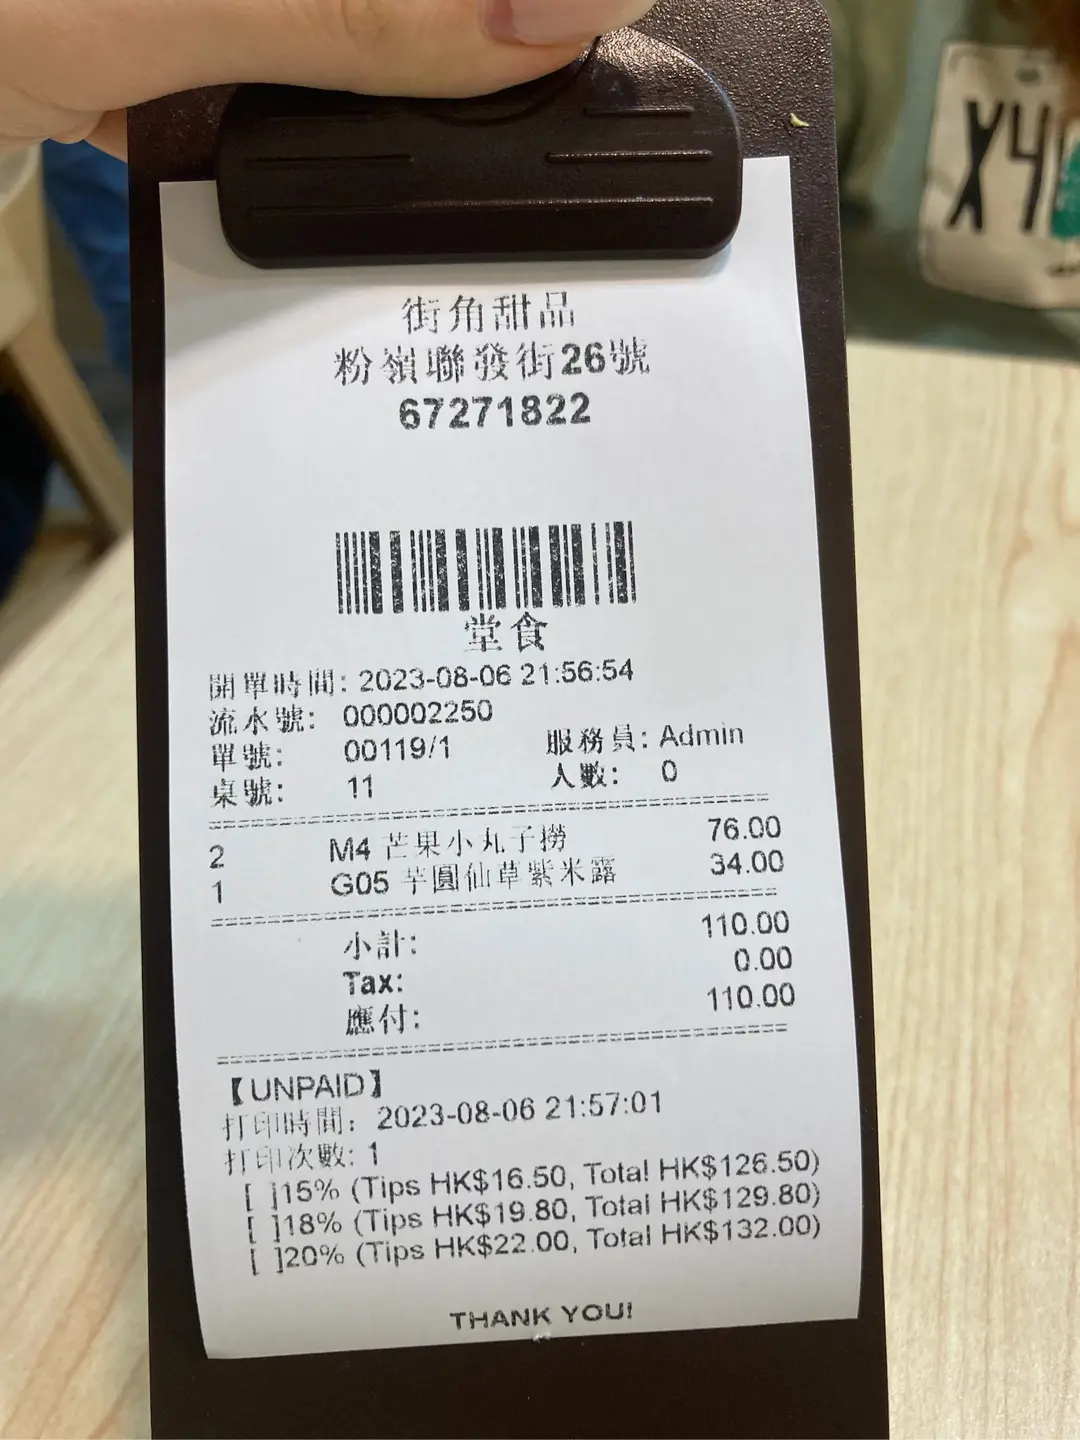 X4
街角甜品
粉嶺聯發街26號
67271822
堂食
開單時間: 2023-08-06 21:56:54
流水號: 000002250
單號: 00119/1 服務員: Admin
桌號: 11 人數: 0
2 M4 芒果小丸子撈 76.00
1 G05 芋圓仙草紫米露 34.00
小計: 110.00
Tax: 0.00
應付: 110.00
【UNPAID】
打印時間: 2023-08-06 21:57:01
打印次數: 1
[ ]15% (Tips HK$16.50, Total HK$126.50)
[ ]18% (Tips HK$19.80, Total HK$129.80)
[ ]20% (Tips HK$22.00, Total HK$132.00)
THANK YOU!